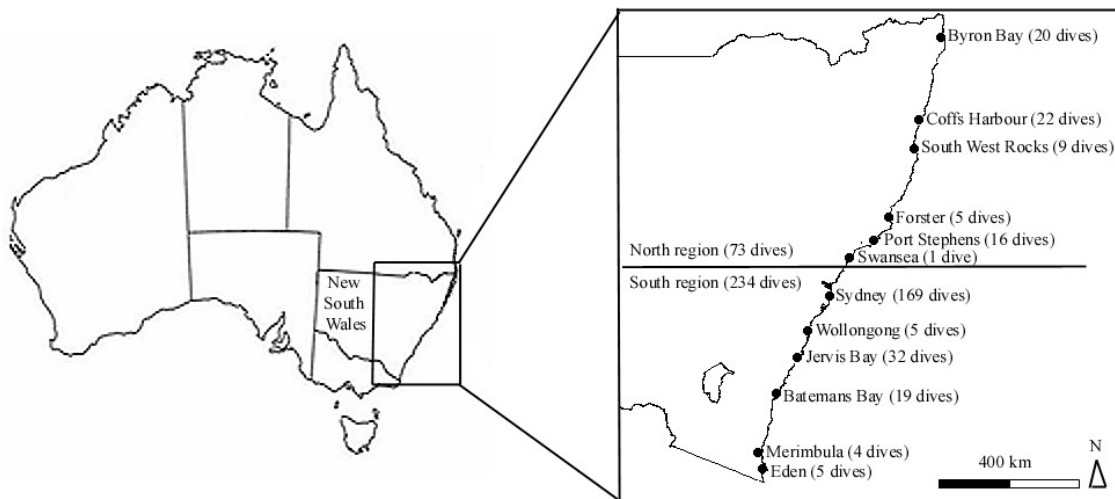 New
South
Wales
Byron Bay (20 dives)
Coffs Harbour (22 dives)
South West Rocks (9 dives)
Forster (5 dives)
Port Stephens (16 dives)
North region (73 dives)
Swansea (1 dive)
South region (234 dives)
Sydney (169 dives)
Wollongong (5 dives)
Jervis Bay (32 dives)
Batemans Bay (19 dives)
Merimbula (4 dives)
Eden (5 dives)
400 km
N